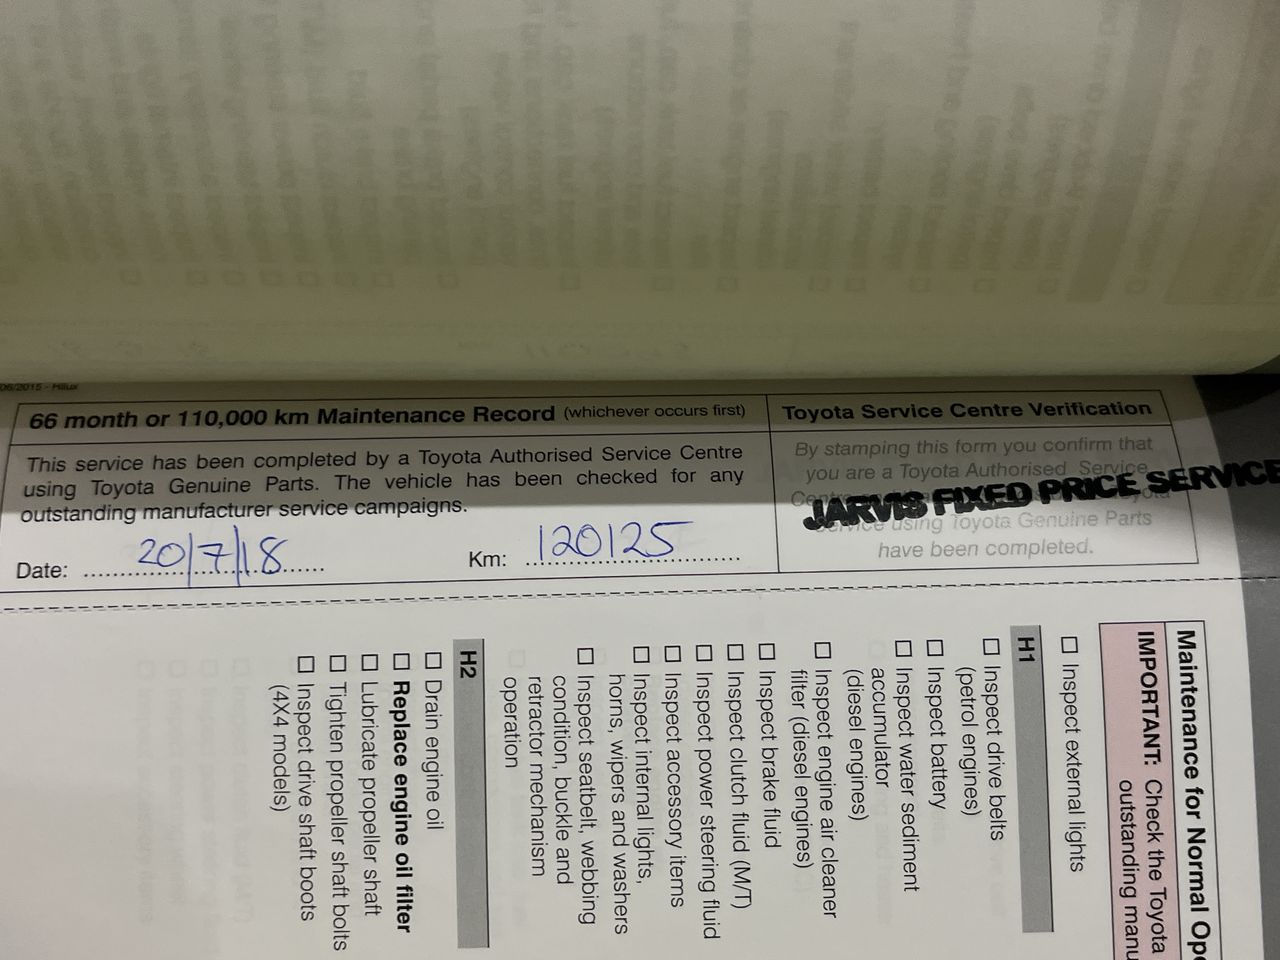 06/2015 - Hilux
66 month or 110,000 km Maintenance Record (whichever occurs first)
This service has been completed by a Toyota Authorised Service Centre
using Toyota Genuine Parts. The vehicle has been checked for any
outstanding manufacturer service campaigns.
Date: 20/7/18
Km: 120125
Toyota Service Centre Verification
By stamping this form you confirm that
you are a Toyota Authorised Service
JARVIS FIXED PRICE SERVICE
service using Toyota Genuine Parts
have been completed.
Maintenance for Normal
IMPORTANT: Check the Toyota
outstanding
☐ Inspect external lights
H1
☐ Inspect drive belts
(petrol engines)
☐ Inspect battery
☐ Inspect water sediment
accumulator
(diesel engines)
☐ Inspect engine air cleaner
filter (diesel engines)
☐ Inspect brake fluid
☐ Inspect clutch fluid (M/T)
☐ Inspect power steering fluid
☐ Inspect accessory items
☐ Inspect internal lights,
horns, wipers and washers
☐ Inspect seatbelt, webbing
condition, buckle and
retractor mechanism
operation
H2
☐ Drain engine oil
☐ Replace engine oil filter
☐ Lubricate propeller shaft
☐ Tighten propeller shaft bolts
☐ Inspect drive shaft boots
(4X4 models)